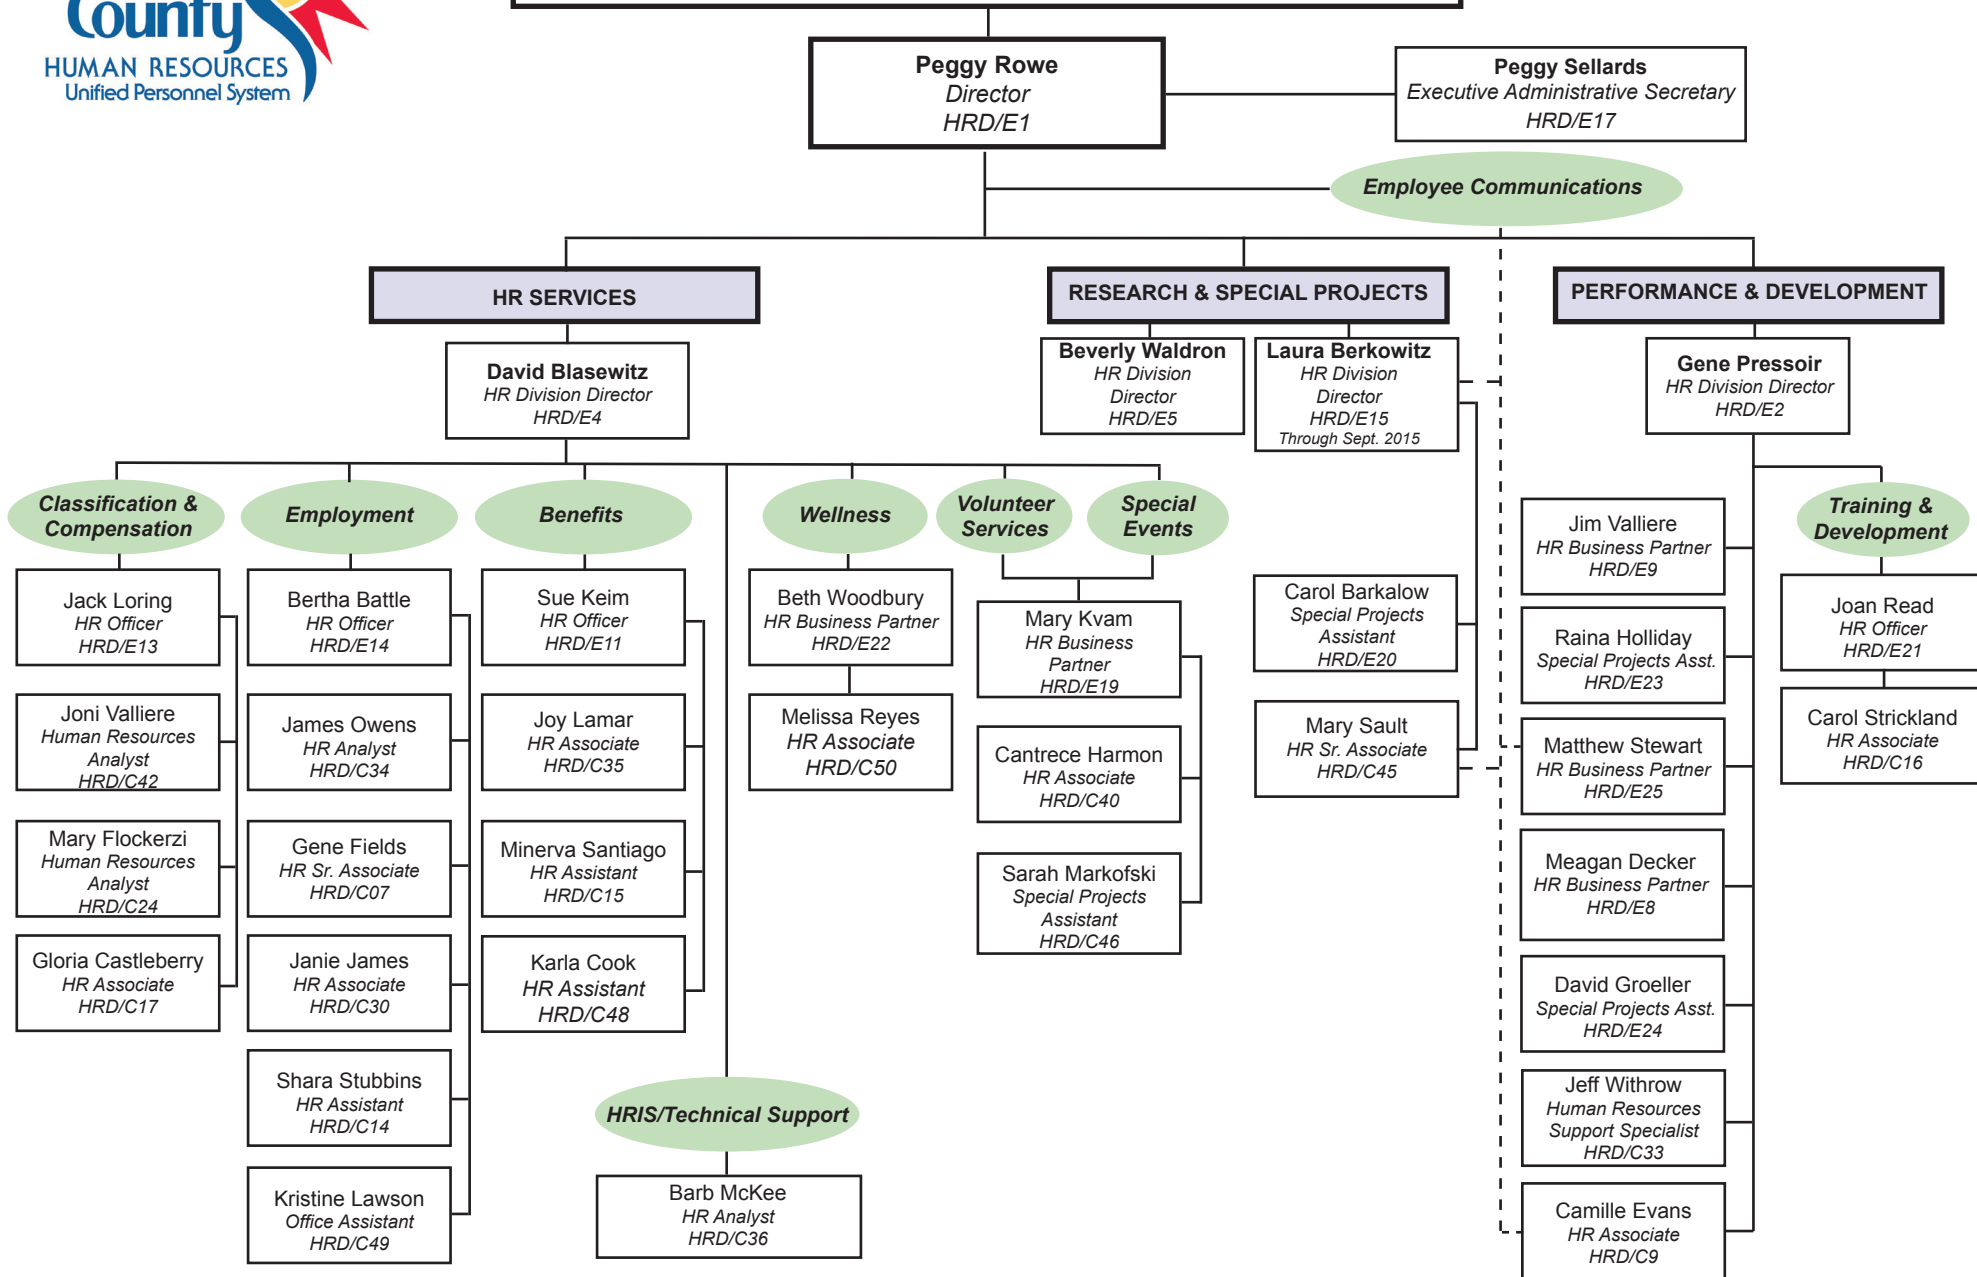 County
HUMAN RESOURCES
Unified Personnel System
Peggy Rowe
Director
HRD/E1
Peggy Sellards
Executive Administrative Secretary
HRD/E17
Employee Communications
HR SERVICES
RESEARCH & SPECIAL PROJECTS
PERFORMANCE & DEVELOPMENT
David Blasewitz
HR Division Director
HRD/E4
Beverly Waldron
HR Division
Director
HRD/E5
Laura Berkowitz
HR Division
Director
HRD/E15
Through Sept. 2015
Gene Pressoir
HR Division Director
HRD/E2
Classification &
Compensation
Employment
Benefits
Wellness
Volunteer
Services
Special
Events
Training &
Development
Jack Loring
HR Officer
HRD/E13
Joni Valliere
Human Resources
Analyst
HRD/C42
Mary Flockerzi
Human Resources
Analyst
HRD/C24
Gloria Castleberry
HR Associate
HRD/C17
Bertha Battle
HR Officer
HRD/E14
James Owens
HR Analyst
HRD/C34
Gene Fields
HR Sr. Associate
HRD/C07
Janie James
HR Associate
HRD/C30
Shara Stubbins
HR Assistant
HRD/C14
Kristine Lawson
Office Assistant
HRD/C49
Sue Keim
HR Officer
HRD/E11
Joy Lamar
HR Associate
HRD/C35
Minerva Santiago
HR Assistant
HRD/C15
Karla Cook
HR Assistant
HRD/C48
HRIS/Technical Support
Barb McKee
HR Analyst
HRD/C36
Beth Woodbury
HR Business Partner
HRD/E22
Melissa Reyes
HR Associate
HRD/C50
Mary Kvam
HR Business
Partner
HRD/E19
Cantrece Harmon
HR Associate
HRD/C40
Sarah Markofski
Special Projects
Assistant
HRD/C46
Carol Barkalow
Special Projects
Assistant
HRD/E20
Mary Sault
HR Sr. Associate
HRD/C45
Jim Valliere
HR Business Partner
HRD/E9
Raina Holliday
Special Projects Asst.
HRD/E23
Matthew Stewart
HR Business Partner
HRD/E25
Meagan Decker
HR Business Partner
HRD/E8
David Groeller
Special Projects Asst.
HRD/E24
Jeff Withrow
Human Resources
Support Specialist
HRD/C33
Camille Evans
HR Associate
HRD/C9
Joan Read
HR Officer
HRD/E21
Carol Strickland
HR Associate
HRD/C16